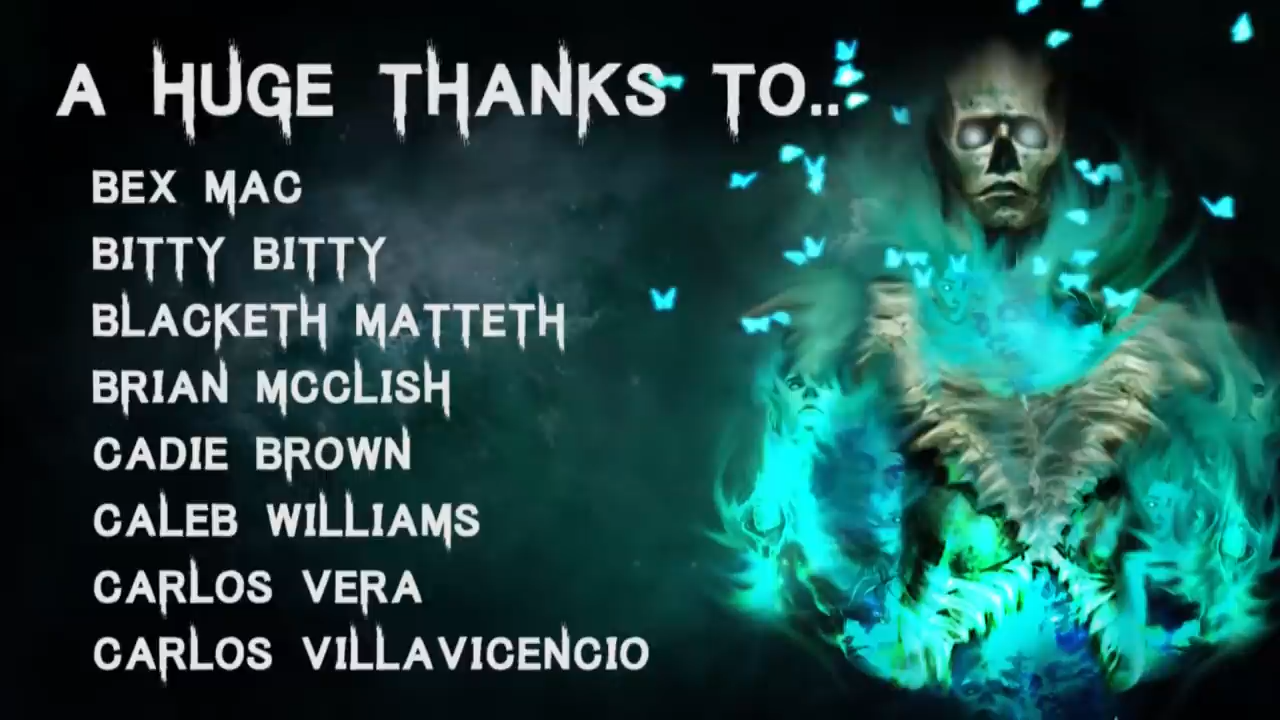 A HUGE THANKS TO..
BEX MAC
BITTY BITTY
BLACKETH MATTETH
BRIAN MCCLISH
CADIE BROWN
CALEB WILLIAMS
CARLOS VERA
CARLOS VILLAVICENCIO